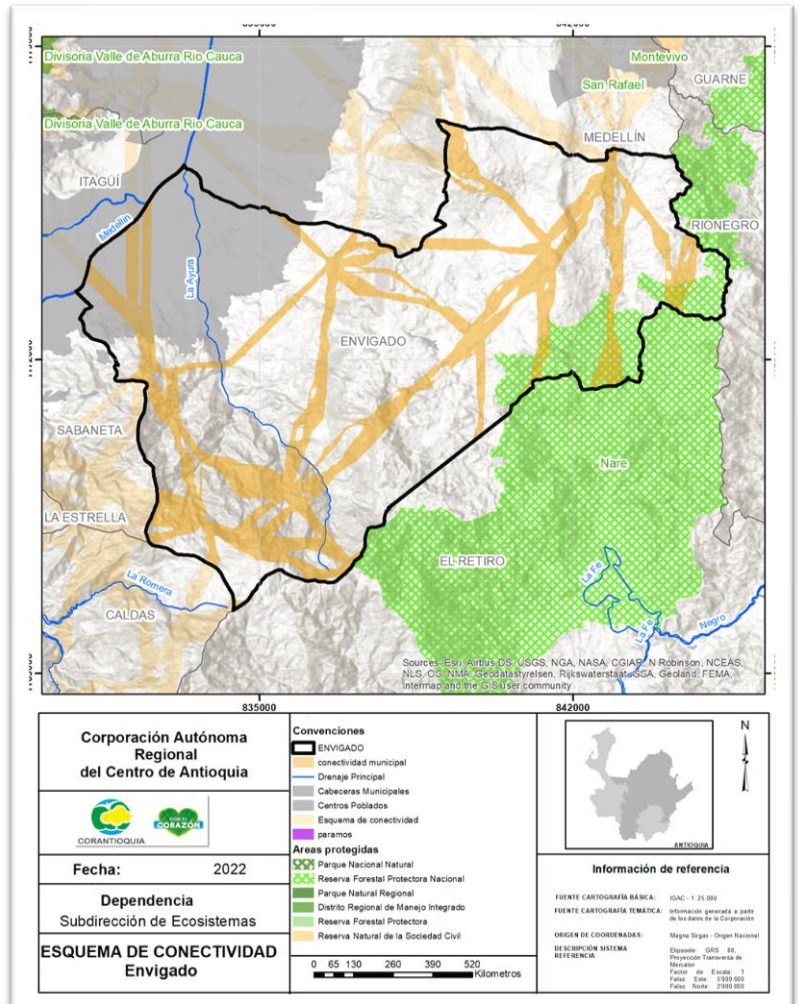 Divisoria Valle de Aburra Rio Cauca
Montevivo
GUARNE
San Rafael
Divisoria Valle de Aburra Rio Cauca
MEDELLÍN
ITAGÜÍ
Medellin
RIONEGRO
La Ayura
ENVIGADO
SABANETA
Nare
LA ESTRELLA
EL RETIRO
La Fe
La Romera
CALDAS
Negro
La Fe
Sources: Esri, Airbus DS, USGS, NGA, NASA, CGIAR, N Robinson, NCEAS,
NLS, OS, NMA, Geodatastyrelsen, Rijkswaterstaat, GSA, Geoland, FEMA,
Intermap and the GIS user community
835000
842000
Corporación Autónoma
Regional
del Centro de Antioquia
CORANTIOQUIA
CORAZÓN
Fecha: 2022
Dependencia
Subdirección de Ecosistemas
ESQUEMA DE CONECTIVIDAD
Envigado
Convenciones
ENVIGADO
conectividad municipal
Drenaje Principal
Cabeceras Municipales
Centros Poblados
Esquema de conectividad
paramos
Areas protegidas
Parque Nacional Natural
Reserva Forestal Protectora Nacional
Parque Natural Regional
Distrito Regional de Manejo Integrado
Reserva Forestal Protectora
Reserva Natural de la Sociedad Civil
0 65 130 260 390 520
Kilometros
N
ANTIOQUIA
Información de referencia
FUENTE CARTOGRAFÍA BÁSICA: IGAC - 1: 25.000
FUENTE CARTOGRAFÍA TEMÁTICA: Información generada a partir
de los datos de la Corporación
ORIGEN DE COORDENADAS: Magna Sirgas - Origen Nacional
DESCRIPCIÓN SISTEMA
REFERENCIA
Elipsoide: GRS 80,
Proyección Transversa de
Mercator
Factor de Escala: 1
Falso Este: 5'000.000
Falso Norte: 2'000.000